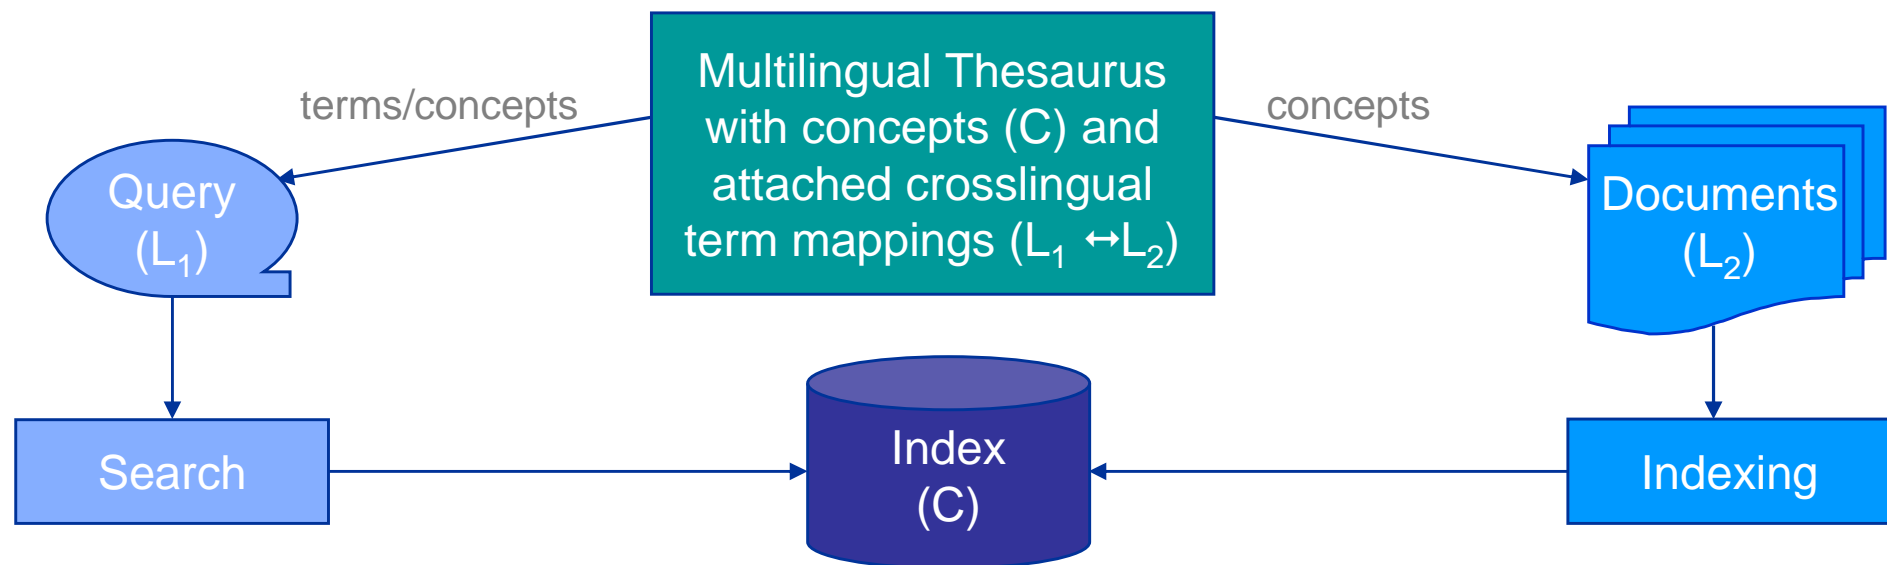 Multilingual Thesaurus
with concepts (C) and
attached crosslingual
term mappings (L₁ ↔L₂)
terms/concepts
concepts
Query
(L₁)
Documents
(L₂)
Search
Index
(C)
Indexing